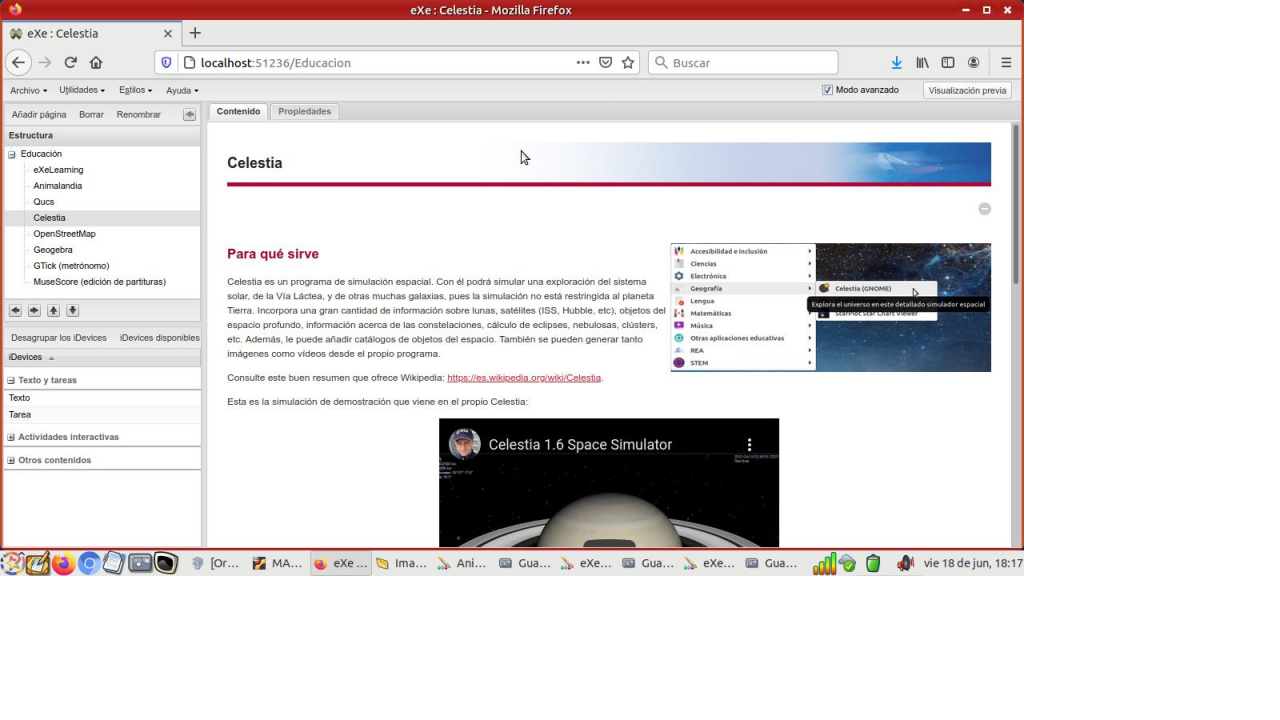 eXe : Celestia - Mozilla Firefox
eXe : Celestia
localhost:51236/Educacion
Buscar
Archivo Utilidades Estilos Ayuda
Modo avanzado
Visualización previa
Añadir página Borrar Renombrar
Contenido Propiedades
Estructura
Educación
eXeLearning
Animalandia
Qucs
Celestia
OpenStreetMap
Geogebra
GTick (metrónomo)
MuseScore (edición de partituras)
Desagrupar los iDevices iDevices disponibles
iDevices
Texto y tareas
Texto
Tarea
Actividades interactivas
Otros contenidos
Celestia
Para qué sirve
Celestia es un programa de simulación espacial. Con él podrá simular una exploración del sistema
solar, de la Vía Láctea, y de otras muchas galaxias, pues la simulación no está restringida al planeta
Tierra. Incorpora una gran cantidad de información sobre lunas, satélites (ISS, Hubble, etc), objetos del
espacio profundo, información acerca de las constelaciones, cálculo de eclipses, nebulosas, clústers,
etc. Además, le puede añadir catálogos de objetos del espacio. También se pueden generar tanto
imágenes como vídeos desde el propio programa.
Accesibilidad e inclusión
Ciencias
Electrónica
Geografía
Lengua
Matemáticas
Música
Otras aplicaciones educativas
REA
STEM
Celestia (GNOME)
Explora el universo en este detallado simulador espacial
StarPlot Star Chart Viewer
Consulte este buen resumen que ofrece Wikipedia: https://es.wikipedia.org/wiki/Celestia.
Esta es la simulación de demostración que viene en el propio Celestia:
Celestia 1.6 Space Simulator
[Or... MA... eXe ... Ima... Ani... Gua... eXe... Gua... eXe... Gua... vie 18 de jun, 18:17